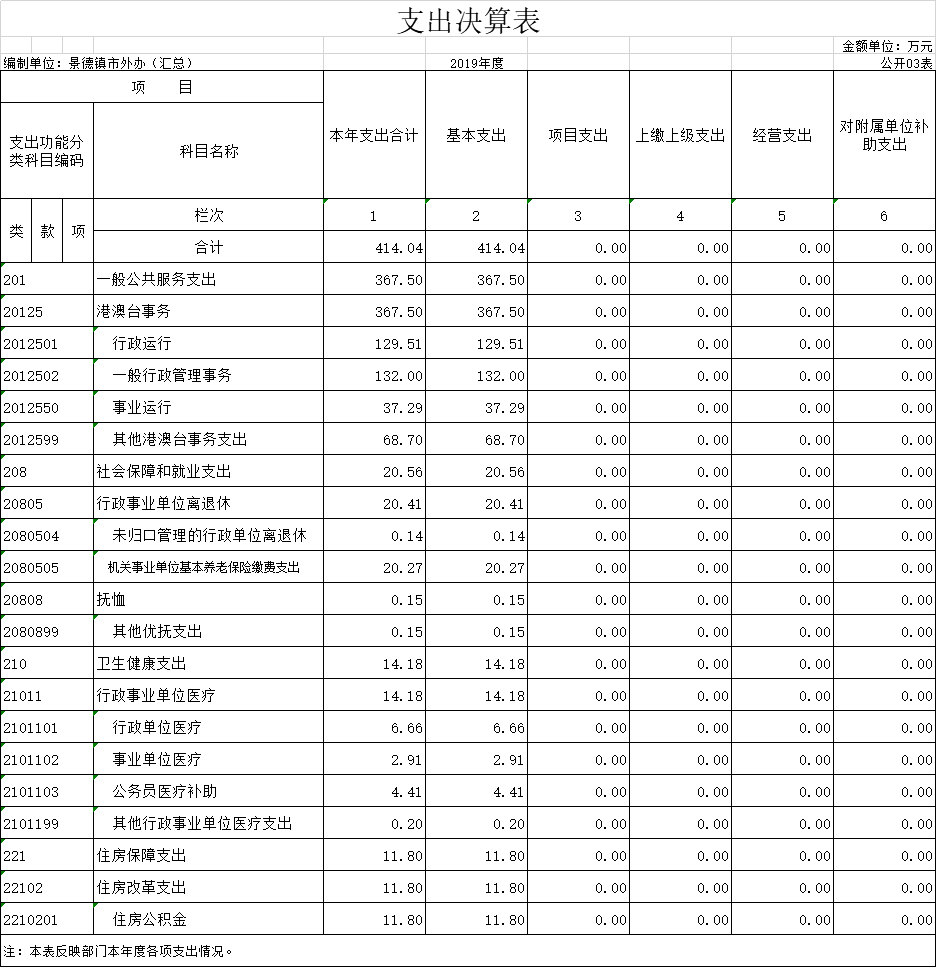 支出决算表
金额单位：万元
编制单位：景德镇市外办（汇总） 2019年度 公开03表
项 目 本年支出合计 基本支出 项目支出 上缴上级支出 经营支出 对附属单位补助支出
支出功能分类科目编码 科目名称
类 款 项 栏次 1 2 3 4 5 6
合计 414.04 414.04 0.00 0.00 0.00 0.00
201 一般公共服务支出 367.50 367.50 0.00 0.00 0.00 0.00
20125 港澳台事务 367.50 367.50 0.00 0.00 0.00 0.00
2012501 行政运行 129.51 129.51 0.00 0.00 0.00 0.00
2012502 一般行政管理事务 132.00 132.00 0.00 0.00 0.00 0.00
2012550 事业运行 37.29 37.29 0.00 0.00 0.00 0.00
2012599 其他港澳台事务支出 68.70 68.70 0.00 0.00 0.00 0.00
208 社会保障和就业支出 20.56 20.56 0.00 0.00 0.00 0.00
20805 行政事业单位离退休 20.41 20.41 0.00 0.00 0.00 0.00
2080504 未归口管理的行政单位离退休 0.14 0.14 0.00 0.00 0.00 0.00
2080505 机关事业单位基本养老保险缴费支出 20.27 20.27 0.00 0.00 0.00 0.00
20808 抚恤 0.15 0.15 0.00 0.00 0.00 0.00
2080899 其他优抚支出 0.15 0.15 0.00 0.00 0.00 0.00
210 卫生健康支出 14.18 14.18 0.00 0.00 0.00 0.00
21011 行政事业单位医疗 14.18 14.18 0.00 0.00 0.00 0.00
2101101 行政单位医疗 6.66 6.66 0.00 0.00 0.00 0.00
2101102 事业单位医疗 2.91 2.91 0.00 0.00 0.00 0.00
2101103 公务员医疗补助 4.41 4.41 0.00 0.00 0.00 0.00
2101199 其他行政事业单位医疗支出 0.20 0.20 0.00 0.00 0.00 0.00
221 住房保障支出 11.80 11.80 0.00 0.00 0.00 0.00
22102 住房改革支出 11.80 11.80 0.00 0.00 0.00 0.00
2210201 住房公积金 11.80 11.80 0.00 0.00 0.00 0.00
注：本表反映部门本年度各项支出情况。